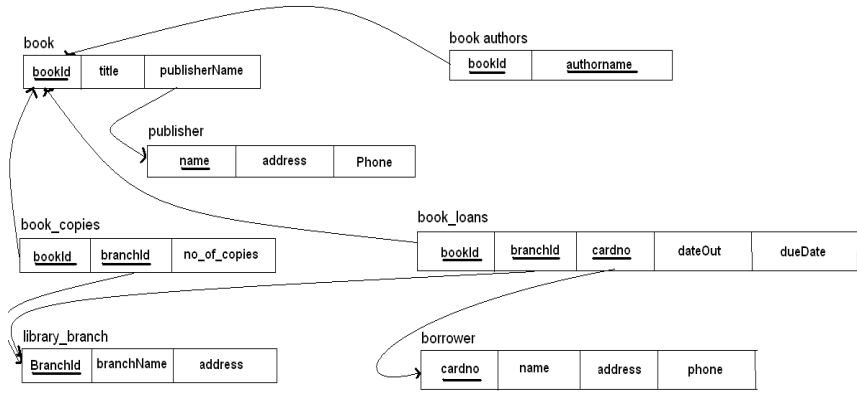 book
bookId title publisherName
book authors
bookId authorname
publisher
name address Phone
book_copies
bookId branchId no_of_copies
book_loans
bookId branchId cardno dateOut dueDate
library_branch
BranchId branchName address
borrower
cardno name address phone